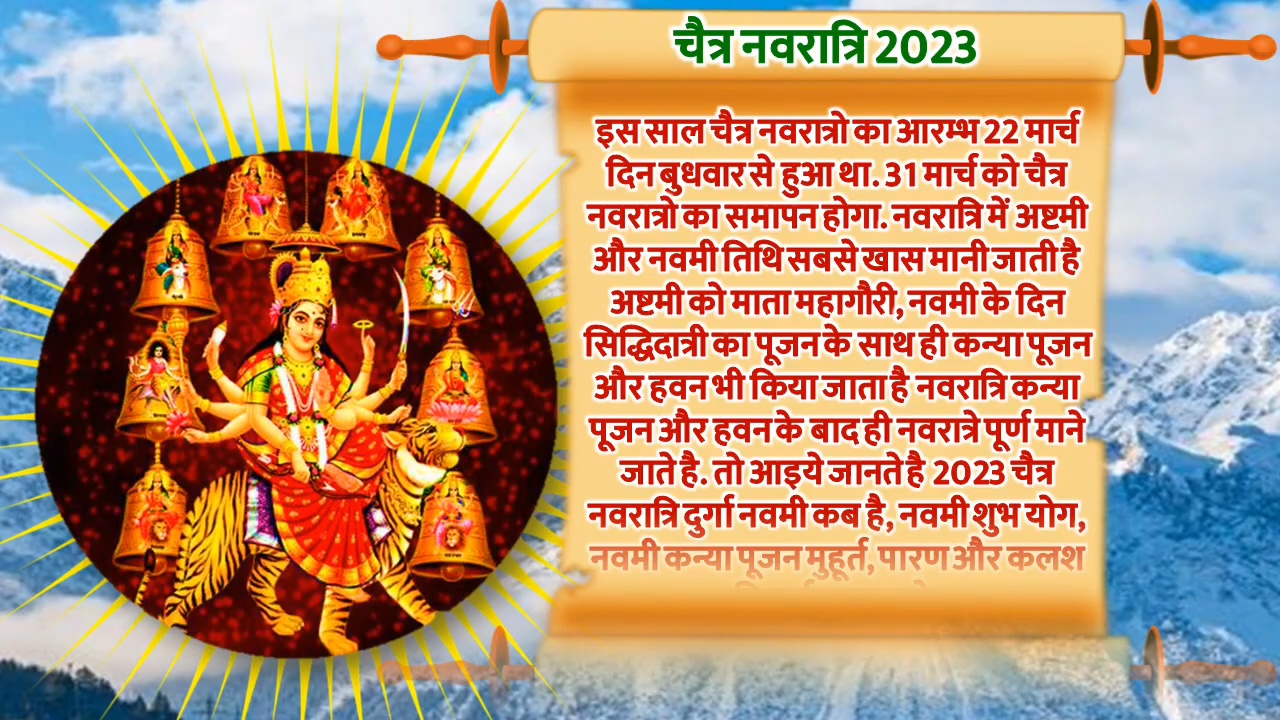 चैत्र नवरात्रि 2023
इस साल चैत्र नवरात्रो का आरम्भ 22 मार्च
दिन बुधवार से हुआ था. 31 मार्च को चैत्र
नवरात्रो का समापन होगा. नवरात्रि में अष्टमी
और नवमी तिथि सबसे खास मानी जाती है
अष्टमी को माता महागौरी, नवमी के दिन
सिद्धिदात्री का पूजन के साथ ही कन्या पूजन
और हवन भी किया जाता है नवरात्रि कन्या
पूजन और हवन के बाद ही नवरात्रे पूर्ण माने
जाते है. तो आइये जानते है 2023 चैत्र
नवरात्रि दुर्गा नवमी कब है, नवमी शुभ योग,
नवमी कन्या पूजन मुहूर्त, पारण और कलश